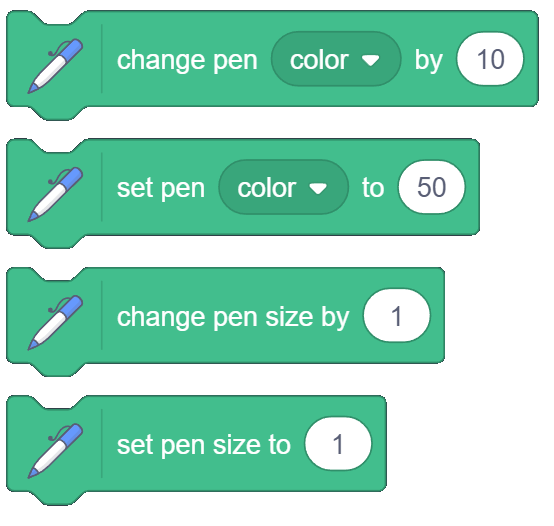 change pen color by 10
set pen color to 50
change pen size by 1
set pen size to 1